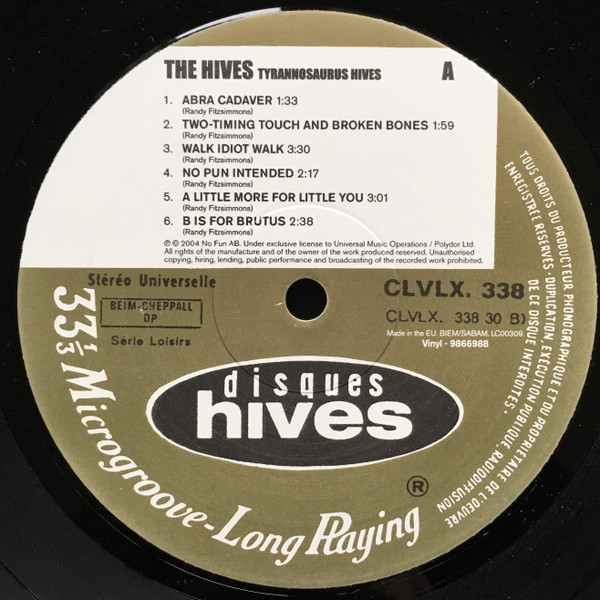 THE HIVES TYRANNOSAURUS HIVES A
1. ABRA CADAVER 1:33
(Randy Fitzsimmons)
2. TWO-TIMING TOUCH AND BROKEN BONES 1:59
(Randy Fitzsimmons)
3. WALK IDIOT WALK 3:30
(Randy Fitzsimmons)
4. NO PUN INTENDED 2:17
(Randy Fitzsimmons)
5. A LITTLE MORE FOR LITTLE YOU 3:01
(Randy Fitzsimmons)
6. B IS FOR BRUTUS 2:38
(Randy Fitzsimmons)
℗ © 2004 No Fun AB. Under exclusive license to Universal Music Operations / Polydor Ltd.
All rights of the manufacture and of the owner of the work produced reserved. Unauthorised
copying, hiring, lending, public performance and broadcasting of the recorded work prohibited.
Stéréo Universelle
BEIM-CHEPPALL
DP
Série Loisirs
CLVLX. 338
CLVLX. 338 30 B)
Made in the EU. BIEM/SABAM. LC00309.
Vinyl - 9866988
disques
hives
®
33 1/3 Microgroove-Long Playing
TOUS DROITS DU PRODUCTEUR PHONOGRAPHIQUE ET DU PROPRIETAIRE DE L'OEUVRE
ENREGISTREE RESERVES · DUPLICATION, EXECUTION PUBLIQUE, RADIODIFFUSION
DE CE DISQUE INTERDITES ·